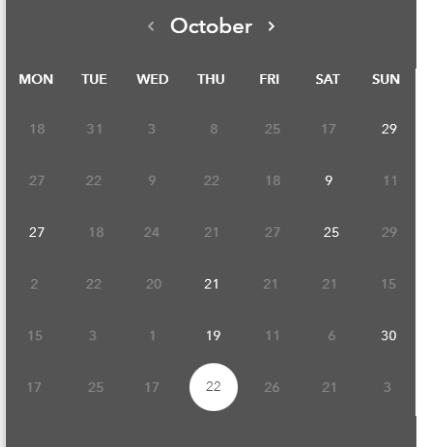 ‹ October ›
MON TUE WED THU FRI SAT SUN
18 31 3 8 25 17 29
27 22 9 22 18 9 11
27 18 24 21 27 25 29
2 22 20 21 21 21 15
15 3 1 19 11 6 30
17 25 17 22 26 21 3